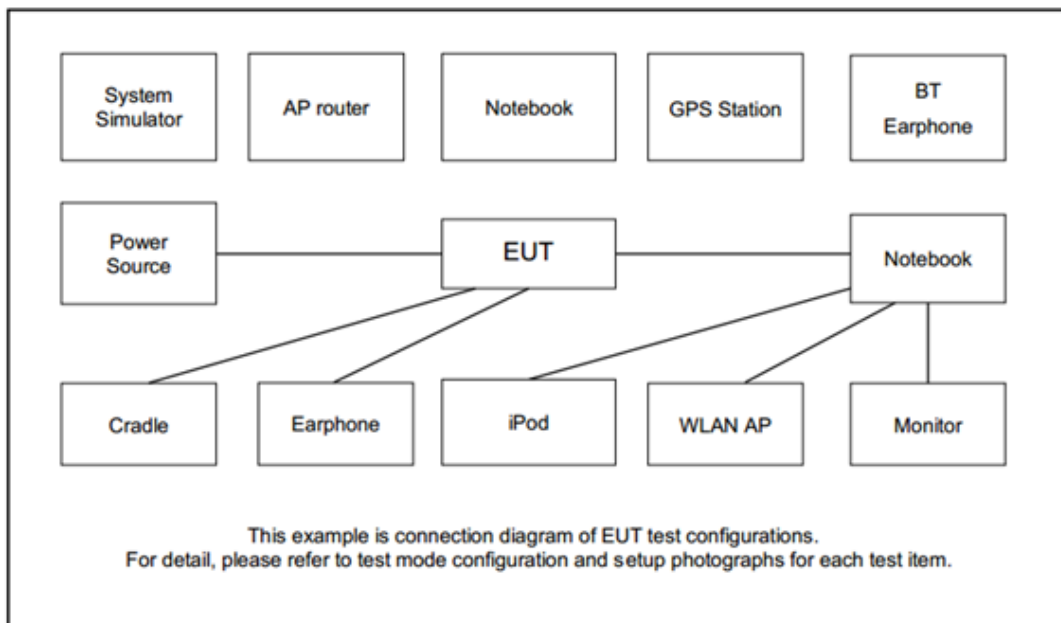 System
Simulator
AP router
Notebook
GPS Station
BT
Earphone
Power
Source
EUT
Notebook
Cradle
Earphone
iPod
WLAN AP
Monitor
This example is connection diagram of EUT test configurations.
For detail, please refer to test mode configuration and setup photographs for each test item.